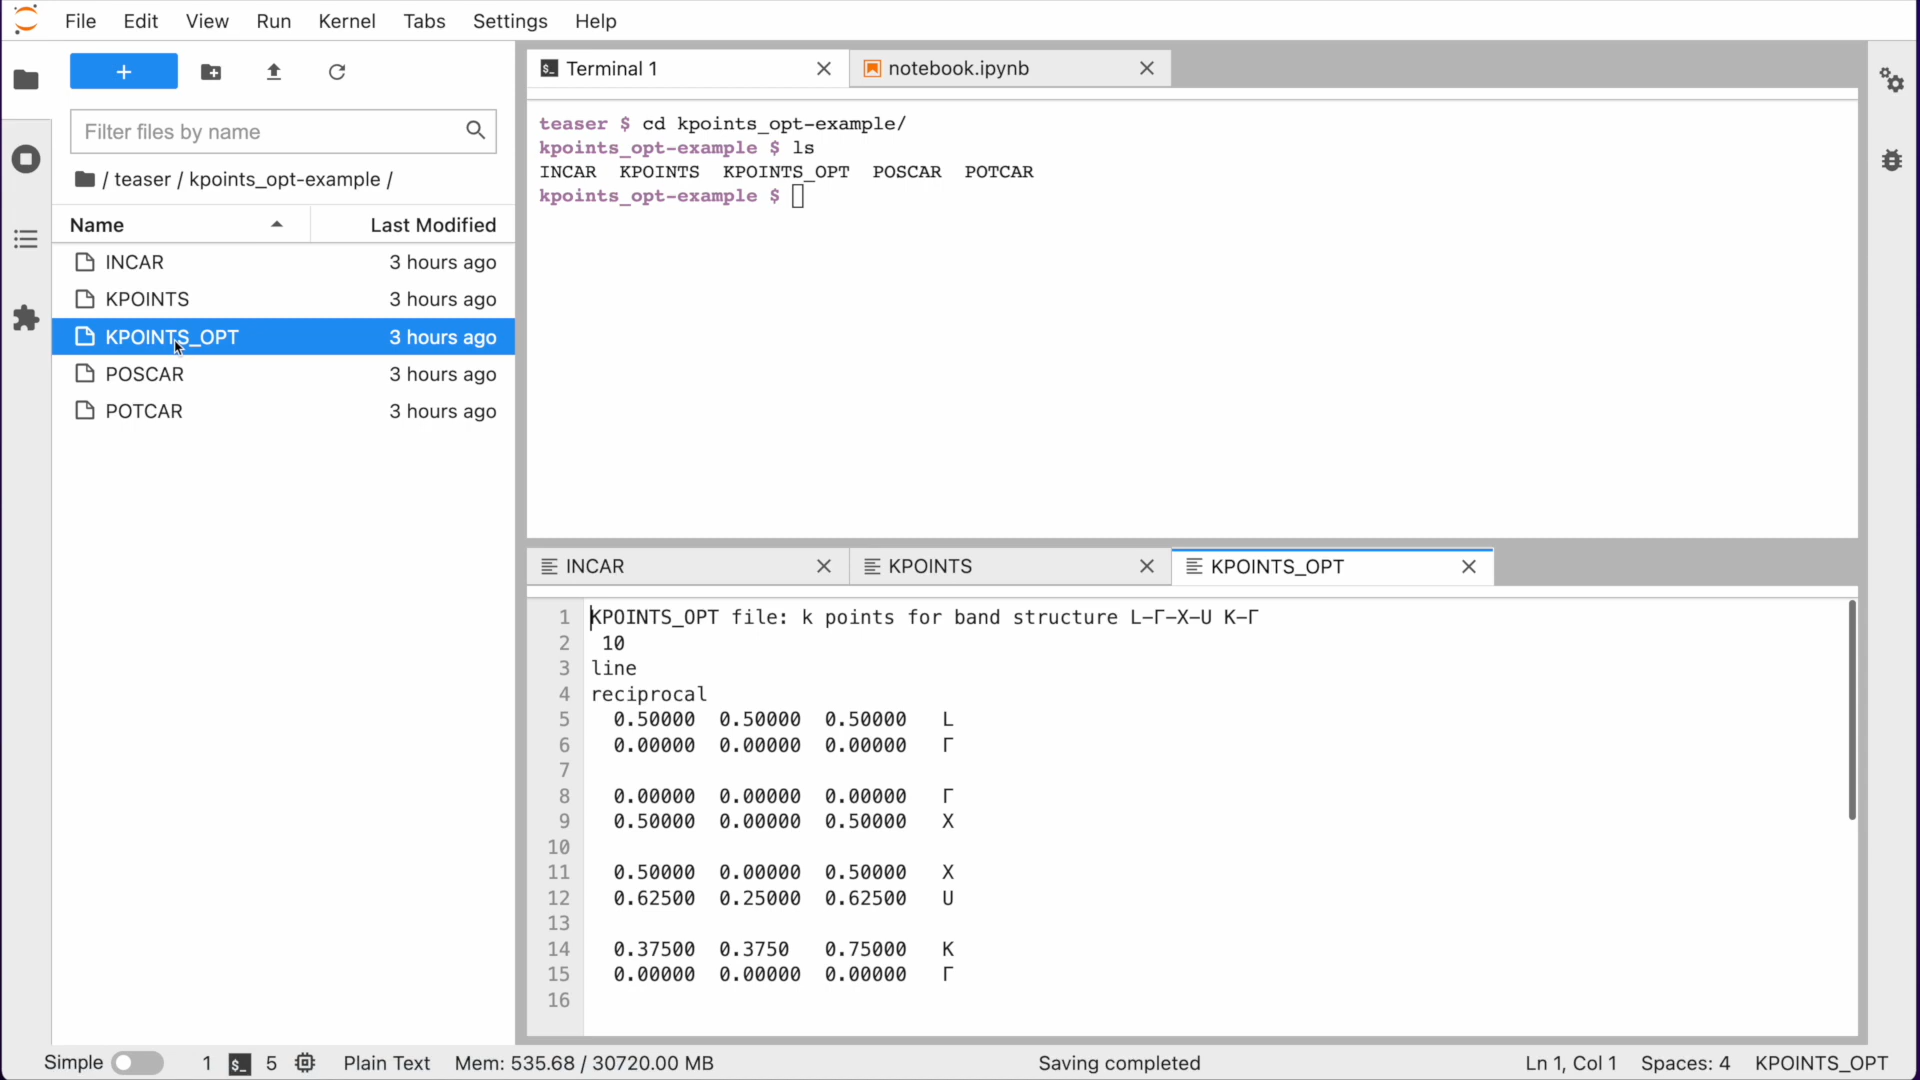 File Edit View Run Kernel Tabs Settings Help
+
Filter files by name
/ teaser / kpoints_opt-example /
Name Last Modified
INCAR 3 hours ago
KPOINTS 3 hours ago
KPOINTS_OPT 3 hours ago
POSCAR 3 hours ago
POTCAR 3 hours ago
Terminal 1 notebook.ipynb
teaser $ cd kpoints_opt-example/
kpoints_opt-example $ ls
INCAR KPOINTS KPOINTS_OPT POSCAR POTCAR
kpoints_opt-example $
INCAR KPOINTS KPOINTS_OPT
1 KPOINTS_OPT file: k points for band structure L-Γ-X-U K-Γ
2 10
3 line
4 reciprocal
5 0.50000 0.50000 0.50000 L
6 0.00000 0.00000 0.00000 Γ
7
8 0.00000 0.00000 0.00000 Γ
9 0.50000 0.00000 0.50000 X
10
11 0.50000 0.00000 0.50000 X
12 0.62500 0.25000 0.62500 U
13
14 0.37500 0.3750 0.75000 K
15 0.00000 0.00000 0.00000 Γ
16
Simple 1 $_ 5 Plain Text Mem: 535.68 / 30720.00 MB Saving completed Ln 1, Col 1 Spaces: 4 KPOINTS_OPT